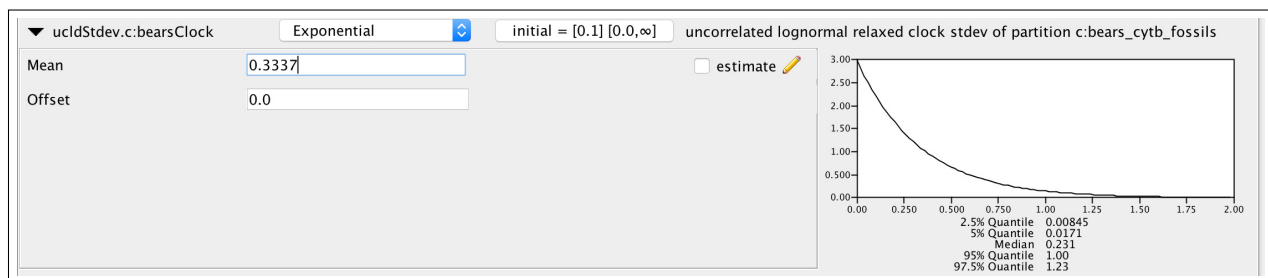 ▼ ucldStdev.c:bearsClock Exponential initial = [0.1] [0.0,∞] uncorrelated lognormal relaxed clock stdev of partition c:bears_cytb_fossils
Mean 0.3337 estimate
Offset 0.0
3.00
2.50
2.00
1.50
1.00
0.500
0.00
0.00 0.250 0.500 0.750 1.00 1.25 1.50 1.75 2.00
2.5% Quantile 0.00845
5% Quantile 0.0171
Median 0.231
95% Quantile 1.00
97.5% Quantile 1.23